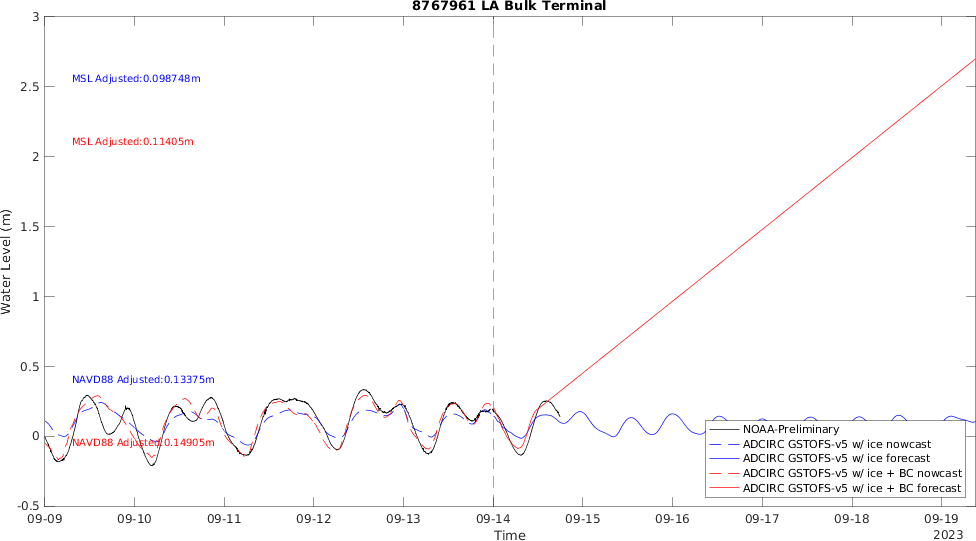 8767961 LA Bulk Terminal
3
2.5
2
1.5
1
0.5
0
-0.5
Water Level (m)
MSL Adjusted:0.098748m
MSL Adjusted:0.11405m
NAVD88 Adjusted:0.13375m
NAVD88 Adjusted:0.14905m
NOAA-Preliminary
ADCIRC GSTOFS-v5 w/ ice nowcast
ADCIRC GSTOFS-v5 w/ ice forecast
ADCIRC GSTOFS-v5 w/ ice + BC nowcast
ADCIRC GSTOFS-v5 w/ ice + BC forecast
09-09 09-10 09-11 09-12 09-13 09-14 09-15 09-16 09-17 09-18 09-19
Time
2023